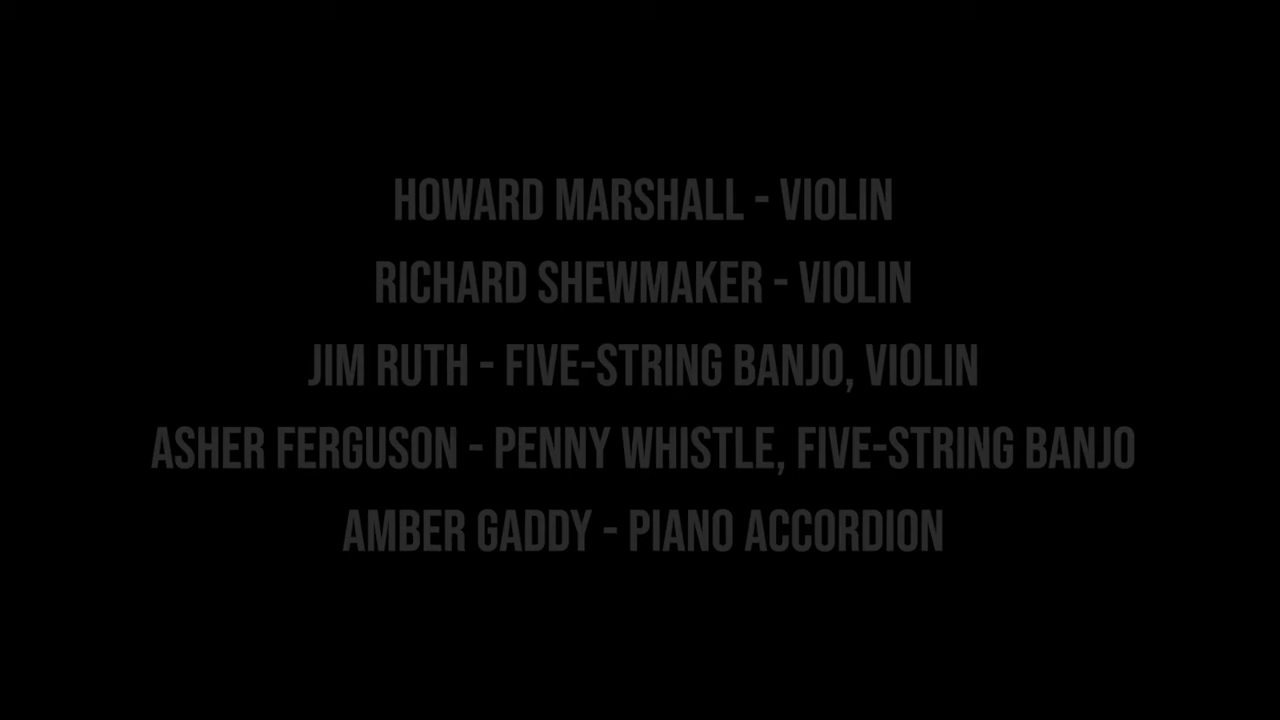 HOWARD MARSHALL - VIOLIN
RICHARD SHEWMAKER - VIOLIN
JIM RUTH - FIVE-STRING BANJO, VIOLIN
ASHER FERGUSON - PENNY WHISTLE, FIVE-STRING BANJO
AMBER GADDY - PIANO ACCORDION